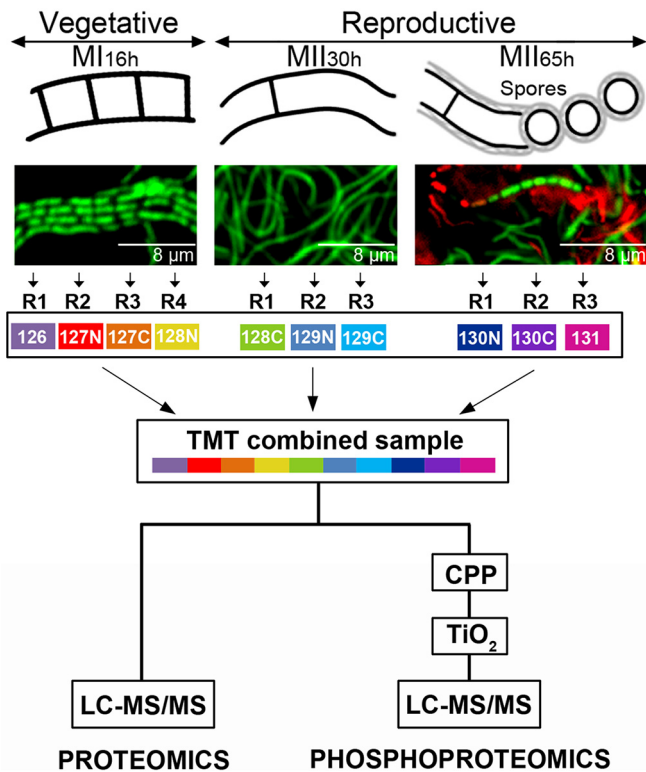 Vegetative Reproductive
MI16h MII30h MII65h
Spores
8 µm 8 µm 8 µm
R1 R2 R3 R4 R1 R2 R3 R1 R2 R3
126 127N 127C 128N 128C 129N 129C 130N 130C 131
TMT combined sample
CPP
TiO2
LC-MS/MS LC-MS/MS
PROTEOMICS PHOSPHOPROTEOMICS